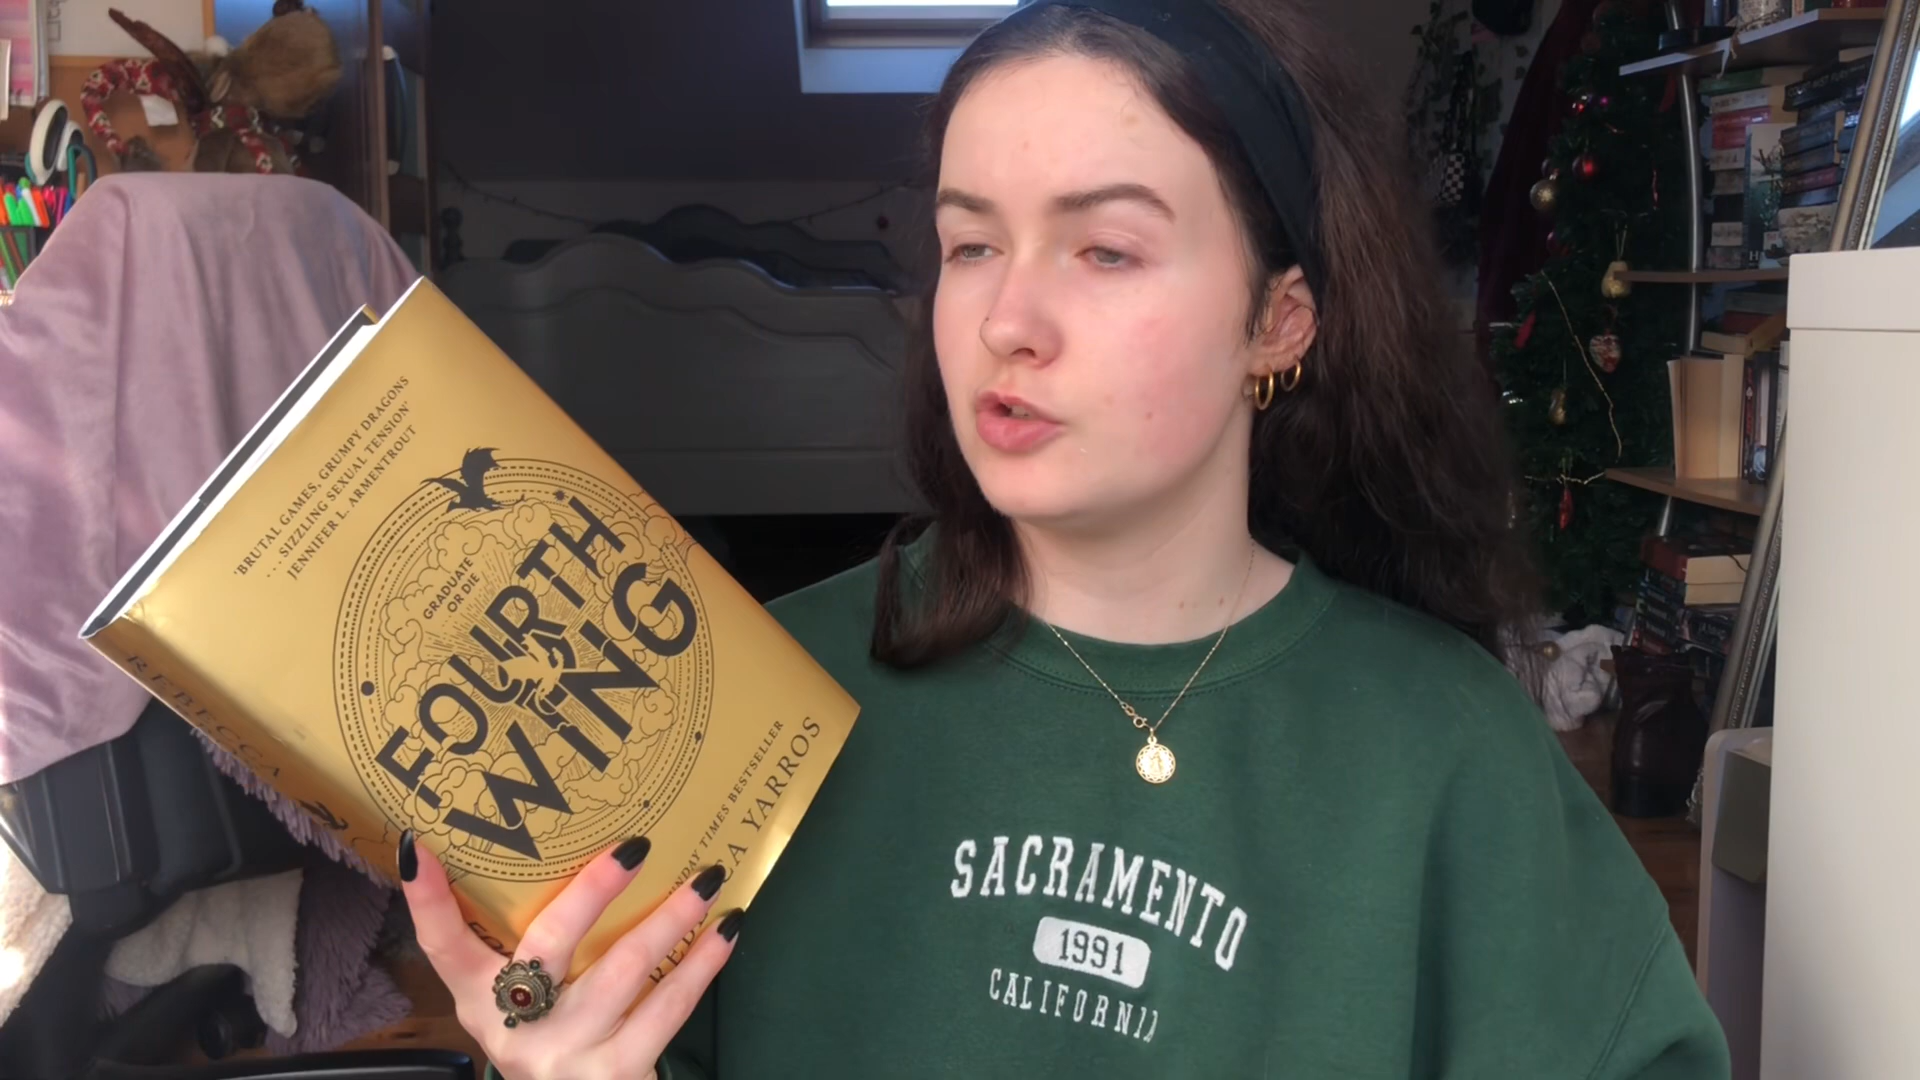 'BRUTAL GAMES, GRUMPY DRAGONS
... SIZZLING SEXUAL TENSION'
JENNIFER L. ARMENTROUT
GRADUATE
OR DIE
FOURTH
WING
BESTSELLER
YARROS
REBECCA
SACRAMENTO
1991
CALIFORNIA